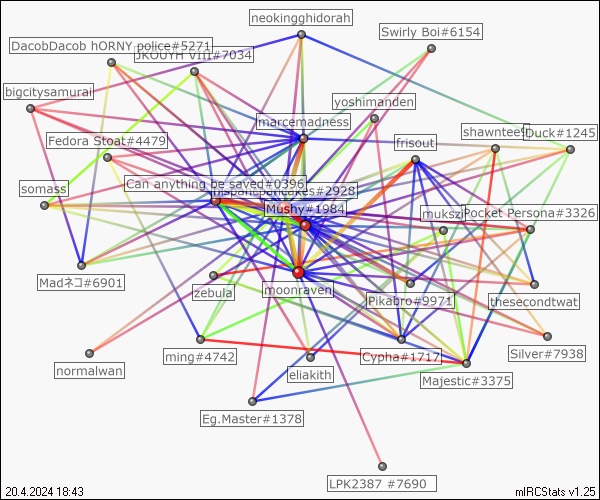 neokingghidorah
Swirly Boi#6154
DacobDacob hORNY police#5271
JKOUYH VIII#7034
bigcitysamurai
yoshimanden
marcemadness
Fedora Stoat#4479
frisout
shawntee9
Duck#1245
Can anything be saved#0396
mspancakes#2928
somass
Mushy#1984
mukszi
Pocket Persona#3326
Madネコ#6901
moonraven
zebula
Pikabro#9971
thesecondtwat
ming#4742
Cypha#1717
Silver#7938
normalwan
eliakith
Majestic#3375
Eg.Master#1378
LPK2387 #7690
20.4.2024 18:43
mIRCStats v1.25